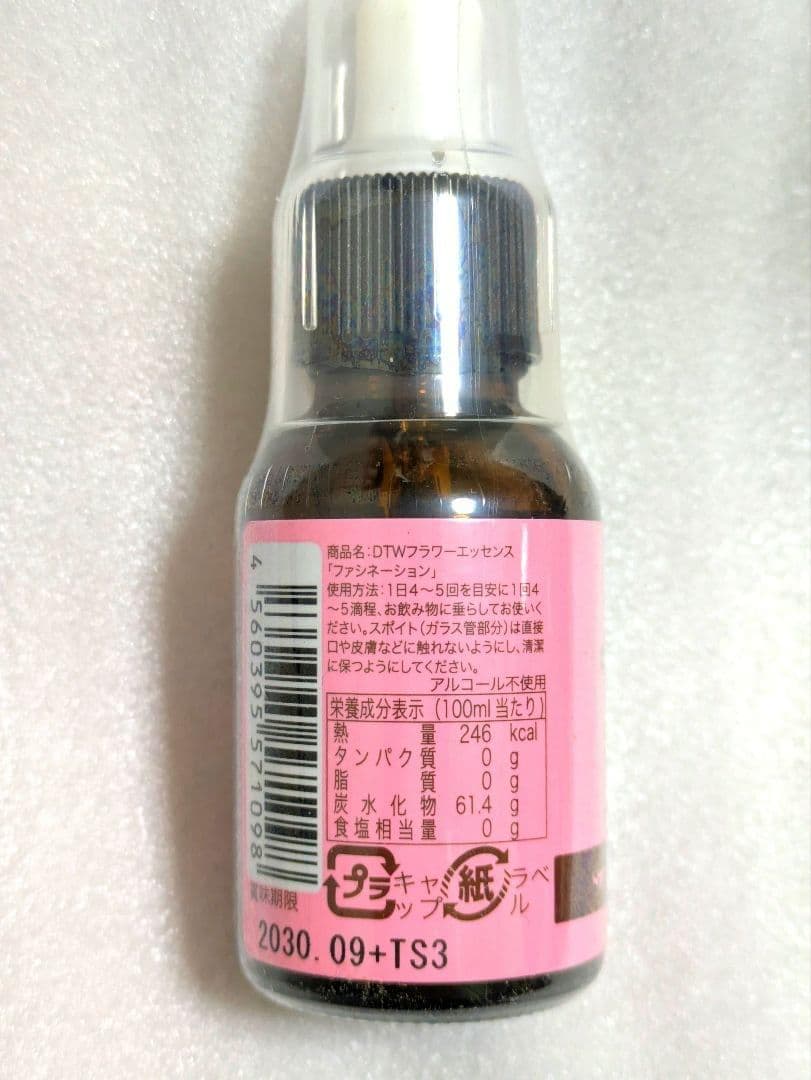 商品名:DTWフラワーエッセンス
「ファシネーション」
使用方法:1日4～5回を目安に1回4
～5滴程、お飲み物に垂らしてお使いく
ださい。スポイト(ガラス管部分)は直接
口や皮膚などに触れないようにし、清潔
に保つようにしてください。
アルコール不使用
栄養成分表示 (100ml当たり)
熱量 246 kcal
タンパク質 0 g
脂質 0 g
炭水化物 61.4 g
食塩相当量 0 g
プラ キャップ 紙 ラベル
4 560395 571098
賞味期限
2030. 09+TS3